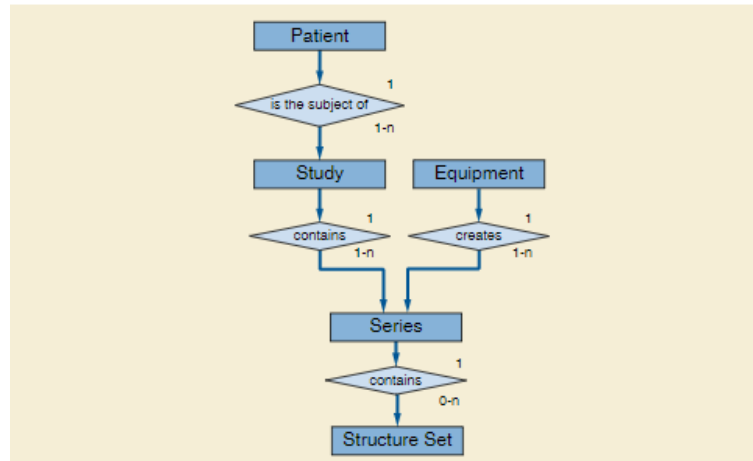 Patient
1
is the subject of
1-n
Study
Equipment
1
1
contains
creates
1-n
1-n
Series
1
contains
0-n
Structure Set